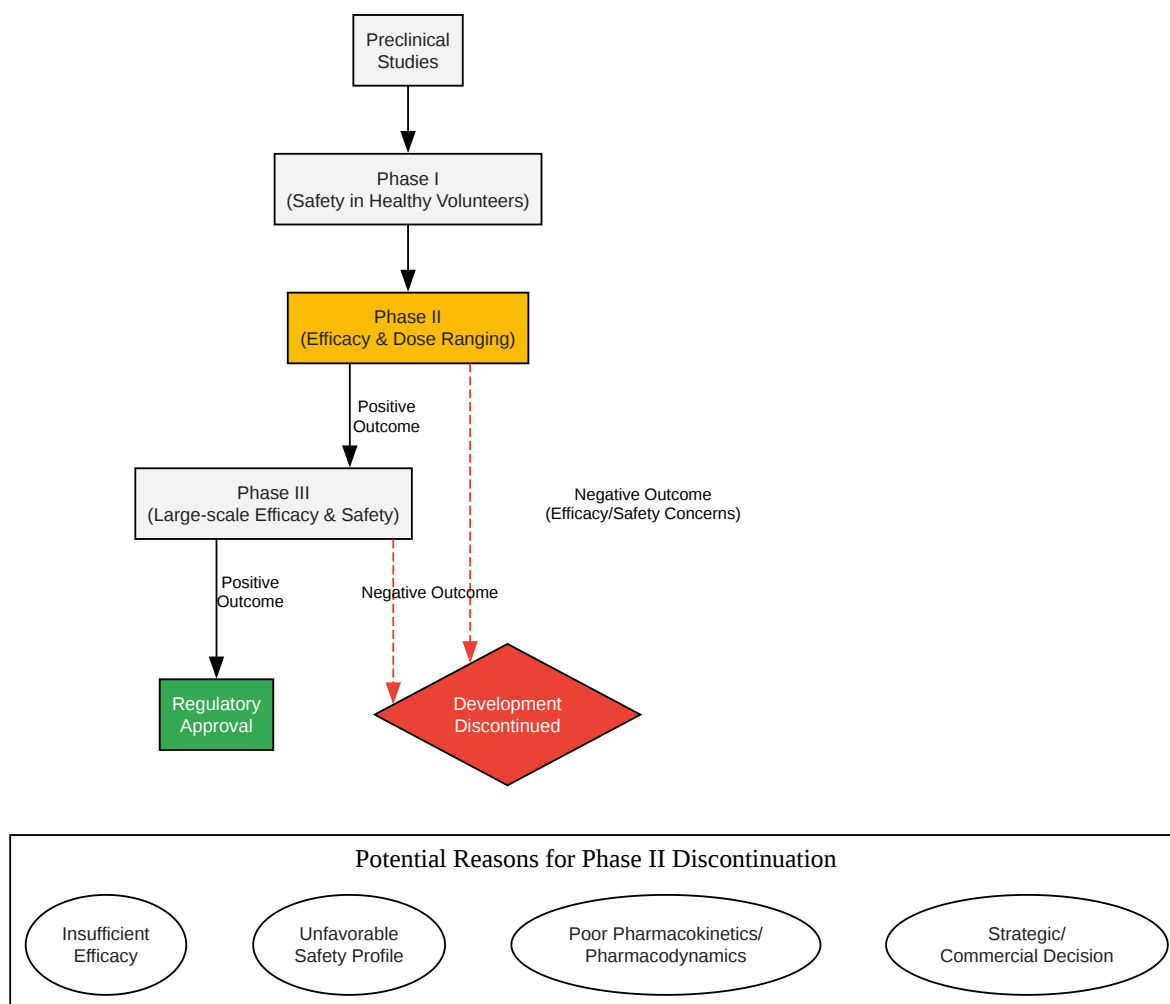 Preclinical
Studies
Phase I
(Safety in Healthy Volunteers)
Phase II
(Efficacy & Dose Ranging)
Positive
Outcome
Phase III
(Large-scale Efficacy & Safety)
Negative Outcome
(Efficacy/Safety Concerns)
Positive
Outcome
Negative Outcome
Regulatory
Approval
Development
Discontinued
Potential Reasons for Phase II Discontinuation
Insufficient
Efficacy
Unfavorable
Safety Profile
Poor Pharmacokinetics/
Pharmacodynamics
Strategic/
Commercial Decision